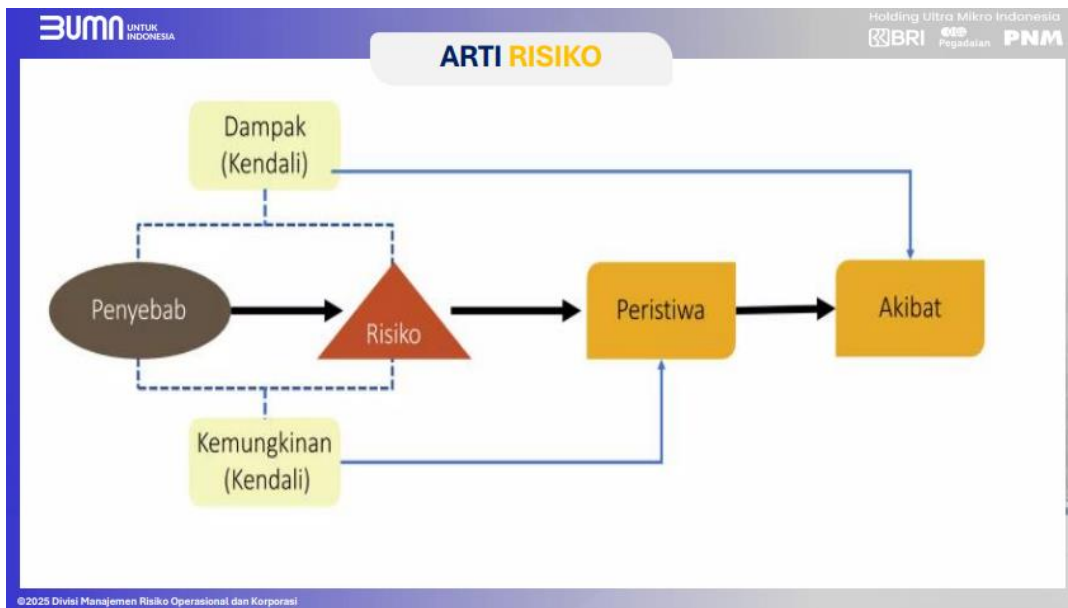 BUMN UNTUK
INDONESIA
Holding Ultra Mikro Indonesia
BRI Pegadaian PNM
ARTI RISIKO
Dampak
(Kendali)
Penyebab
Risiko
Peristiwa
Akibat
Kemungkinan
(Kendali)
©2025 Divisi Manajemen Risiko Operasional dan Korporasi